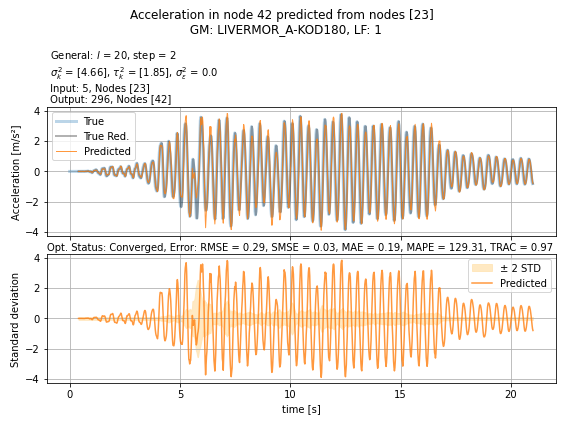 Acceleration in node 42 predicted from nodes [23]
GM: LIVERMOR_A-KOD180, LF: 1
General: l = 20, step = 2
σ²ₖ = [4.66], τ²ₖ = [1.85], σ²ε = 0.0
Input: 5, Nodes [23]
Output: 296, Nodes [42]
Acceleration [m/s²]
4
2
0
−2
−4
True
True Red.
Predicted
Opt. Status: Converged, Error: RMSE = 0.29, SMSE = 0.03, MAE = 0.19, MAPE = 129.31, TRAC = 0.97
Standard deviation
4
2
0
−2
−4
± 2 STD
Predicted
0 5 10 15 20
time [s]